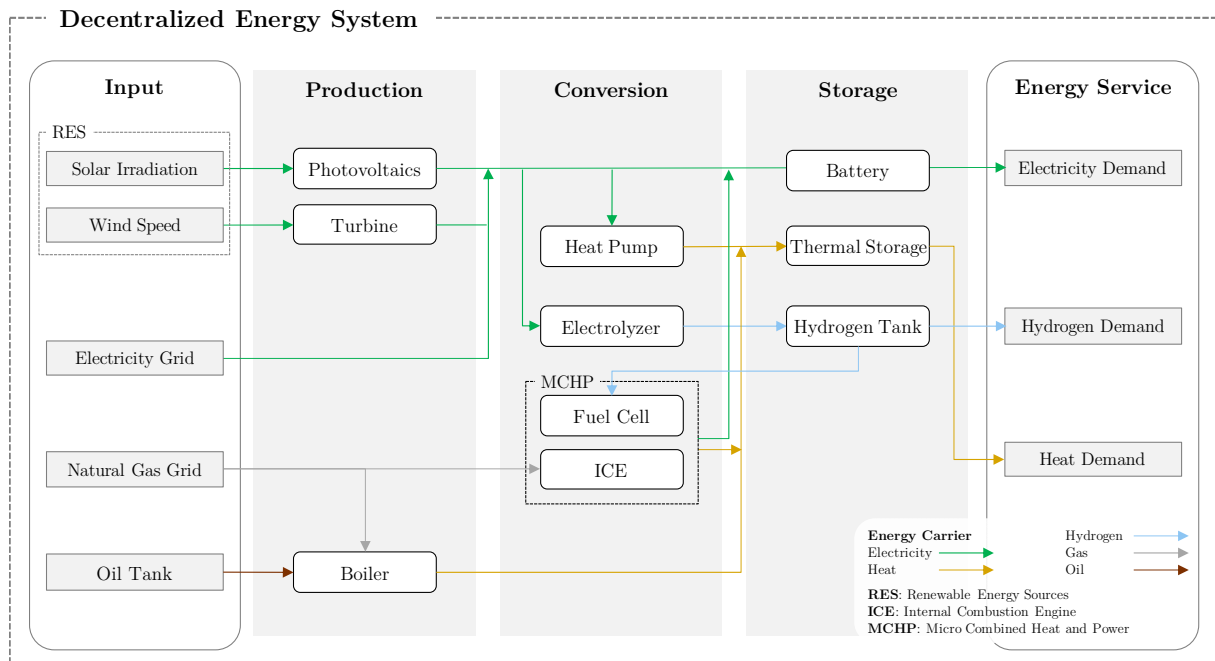 Decentralized Energy System
Input
Production
Conversion
Storage
Energy Service
RES
Solar Irradiation
Photovoltaics
Battery
Electricity Demand
Wind Speed
Turbine
Heat Pump
Thermal Storage
Electrolyzer
Hydrogen Tank
Hydrogen Demand
Electricity Grid
MCHP
Fuel Cell
Natural Gas Grid
ICE
Heat Demand
Oil Tank
Boiler
Energy Carrier
Electricity
Heat
Hydrogen
Gas
Oil
RES: Renewable Energy Sources
ICE: Internal Combustion Engine
MCHP: Micro Combined Heat and Power